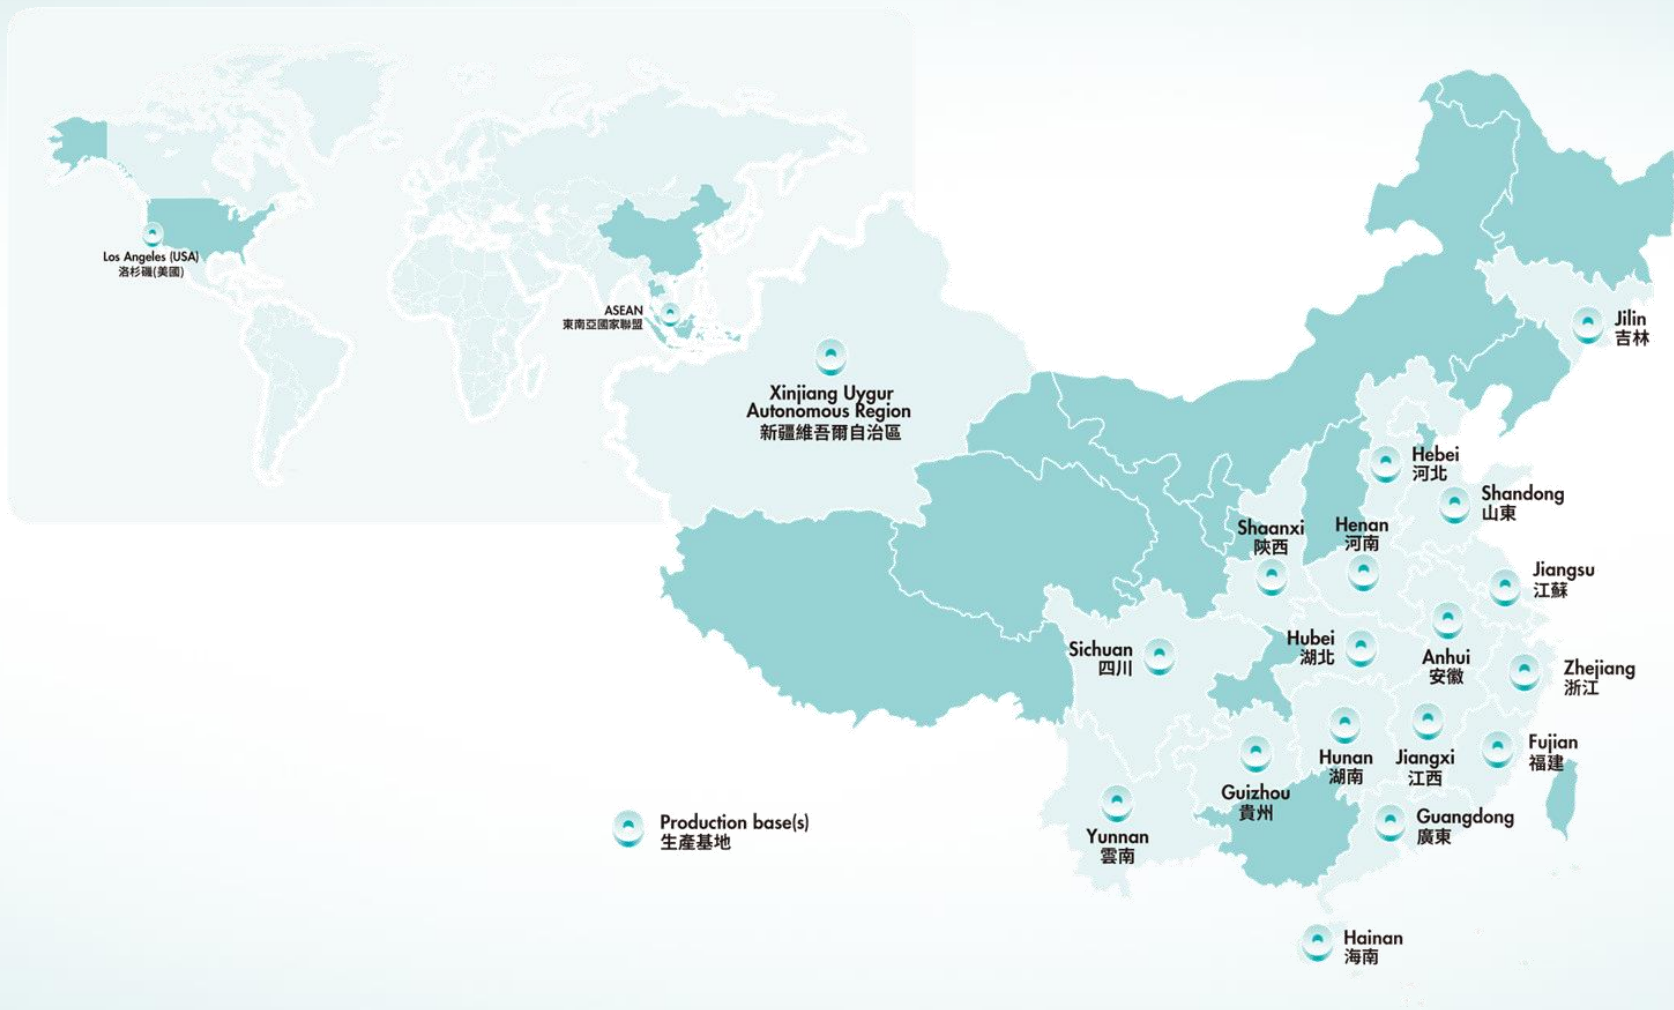 Los Angeles (USA)
洛杉磯(美國)
ASEAN
東南亞國家聯盟
Xinjiang Uygur
Autonomous Region
新疆維吾爾自治區
Jilin
吉林
Hebei
河北
Shandong
山東
Shaanxi
陝西
Henan
河南
Jiangsu
江蘇
Sichuan
四川
Hubei
湖北
Anhui
安徽
Zhejiang
浙江
Hunan
湖南
Jiangxi
江西
Fujian
福建
Guizhou
貴州
Yunnan
雲南
Guangdong
廣東
Production base(s)
生產基地
Hainan
海南